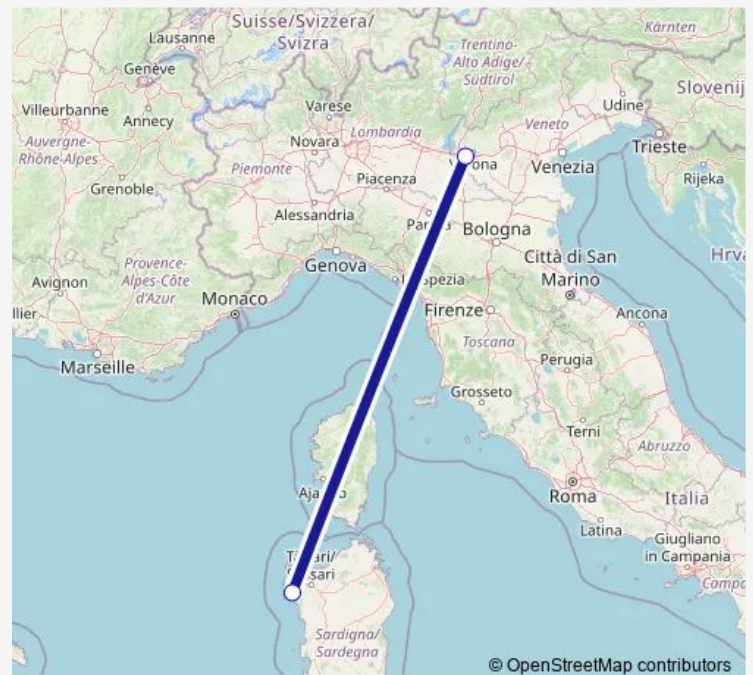 Suisse/Svizzera/
Svizra
Lausanne
Genève
Kärnten
Trentino-
Alto Adige/
Südtirol
Slovenij
Villeurbanne
Annecy
Varese
Udine
Auvergne-
Rhône-Alpes
Novara
Lombardia
Veneto
Trieste
Piemonte
Venezia
Grenoble
Piacenza
Rijeka
Alessandria
Bologna
Genova
Città di San
Marino
Hrva
Provence-
Alpes-Côte
d'Azur
Avignon
Monaco
llier
Firenze
Ancona
Toscana
Marseille
Perugia
Grosseto
Terni
Abruzzo
Roma
Italia
Latina
Giugliano
in Campania
Campa
Sardigna/
Sardegna
© OpenStreetMap contributors